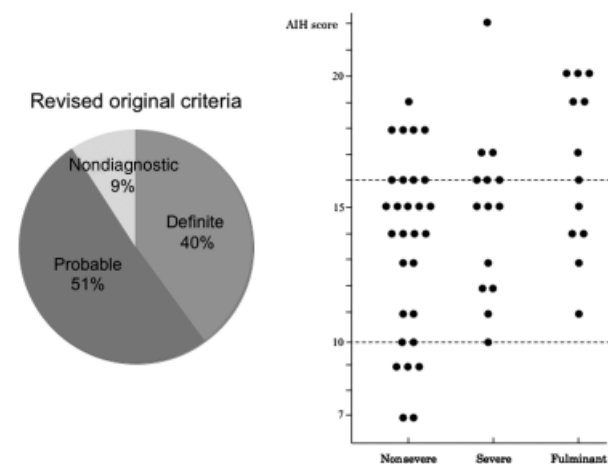 Revised original criteria
Nondiagnostic
9%
Definite
40%
Probable
51%
AIH score
20
15
10
7
Nonsevere
Severe
Fulminant